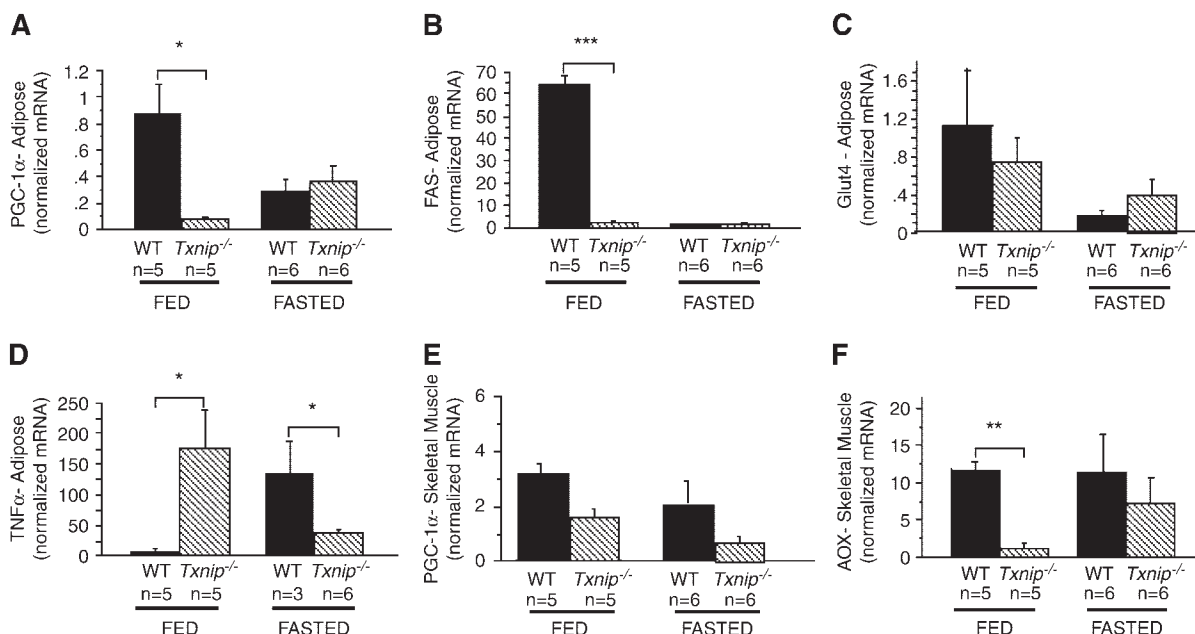 A
PGC-1α- Adipose
(normalized mRNA)
1.2
1
.8
.6
.4
.2
0
*
WT Txnip-/- WT Txnip-/-
n=5 n=5 n=6 n=6
FED FASTED
B
FAS- Adipose
(normalized mRNA)
70
60
50
40
30
20
10
0
***
WT Txnip-/- WT Txnip-/-
n=5 n=5 n=6 n=6
FED FASTED
C
Glut4 - Adipose
(normalized mRNA)
1.6
1.2
.8
.4
0
WT Txnip-/- WT Txnip-/-
n=5 n=5 n=6 n=6
FED FASTED
D
TNFα- Adipose
(normalized mRNA)
250
200
150
100
50
0
*
*
WT Txnip-/- WT Txnip-/-
n=5 n=5 n=3 n=6
FED FASTED
E
PGC-1α- Skeletal Muscle
(normalized mRNA)
6
4
2
0
WT Txnip-/- WT Txnip-/-
n=5 n=5 n=6 n=6
FED FASTED
F
AOX- Skeletal Muscle
(normalized mRNA)
20
15
10
5
0
**
WT Txnip-/- WT Txnip-/-
n=5 n=5 n=6 n=6
FED FASTED